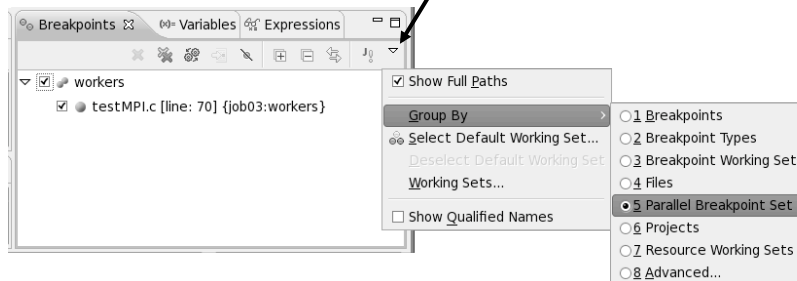 Breakpoints
(x)= Variables
Expressions
workers
testMPI.c [line: 70] {job03:workers}
Show Full Paths
Group By
Select Default Working Set...
Deselect Default Working Set
Working Sets...
Show Qualified Names
1 Breakpoints
2 Breakpoint Types
3 Breakpoint Working Set
4 Files
5 Parallel Breakpoint Set
6 Projects
7 Resource Working Sets
8 Advanced...